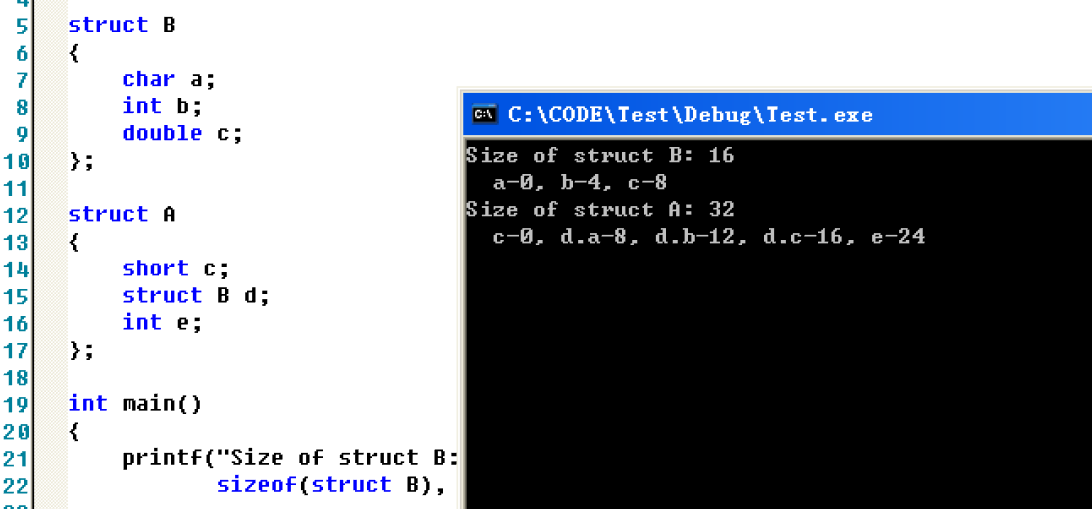 5 struct B
6 {
7 char a;
8 int b;
9 double c;
10 };
11
12 struct A
13 {
14 short c;
15 struct B d;
16 int e;
17 };
18
19 int main()
20 {
21 printf("Size of struct B:
22 sizeof(struct B),
C:\CODE\Test\Debug\Test.exe
Size of struct B: 16
a-0, b-4, c-8
Size of struct A: 32
c-0, d.a-8, d.b-12, d.c-16, e-24